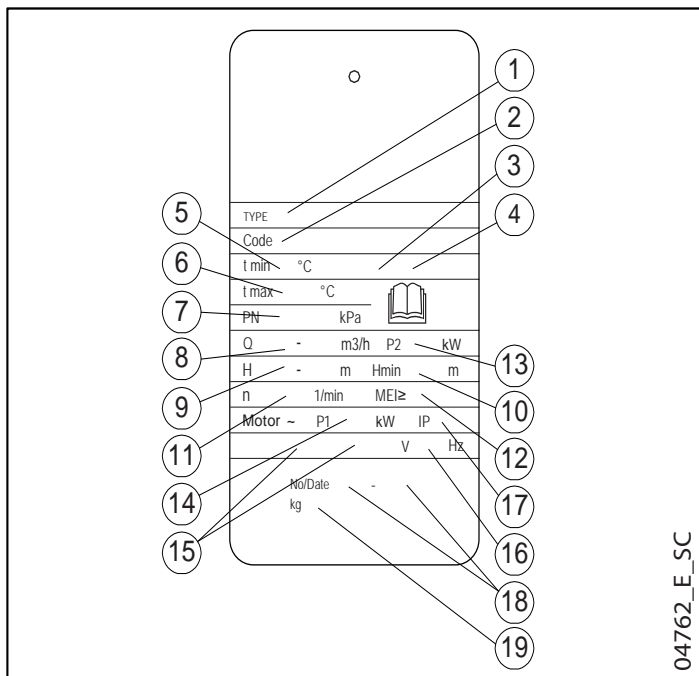 1
2
3
4
5
6
7
8
9
11
14
15
13
10
12
17
16
18
19
TYPE
Code
t min °C
t max °C
PN kPa
Q - m3/h P2 kW
H - m Hmin m
n 1/min MEI≥
Motor ~ P1 kW IP
V Hz
No/Date -
kg
04762_E_SC